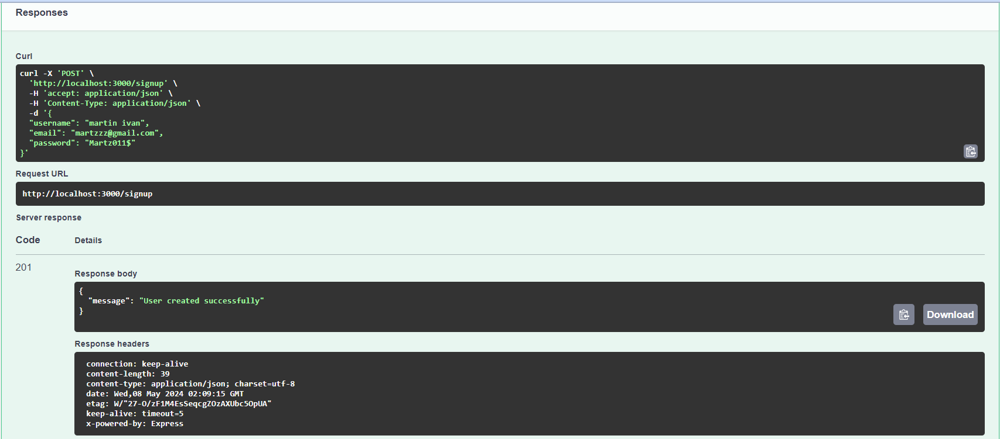 Responses
Curl
curl -X 'POST' \
'http://localhost:3000/signup' \
-H 'accept: application/json' \
-H 'Content-Type: application/json' \
-d '{
"username": "martin ivan",
"email": "martzzz@gmail.com",
"password": "Martz011$"
}'
Request URL
http://localhost:3000/signup
Server response
Code Details
201
Response body
{
"message": "User created successfully"
}
Download
Response headers
connection: keep-alive
content-length: 39
content-type: application/json; charset=utf-8
date: Wed,08 May 2024 02:09:15 GMT
etag: W/"27-O/zF1M4EsSeqcgZOzAXUbc5OpUA"
keep-alive: timeout=5
x-powered-by: Express